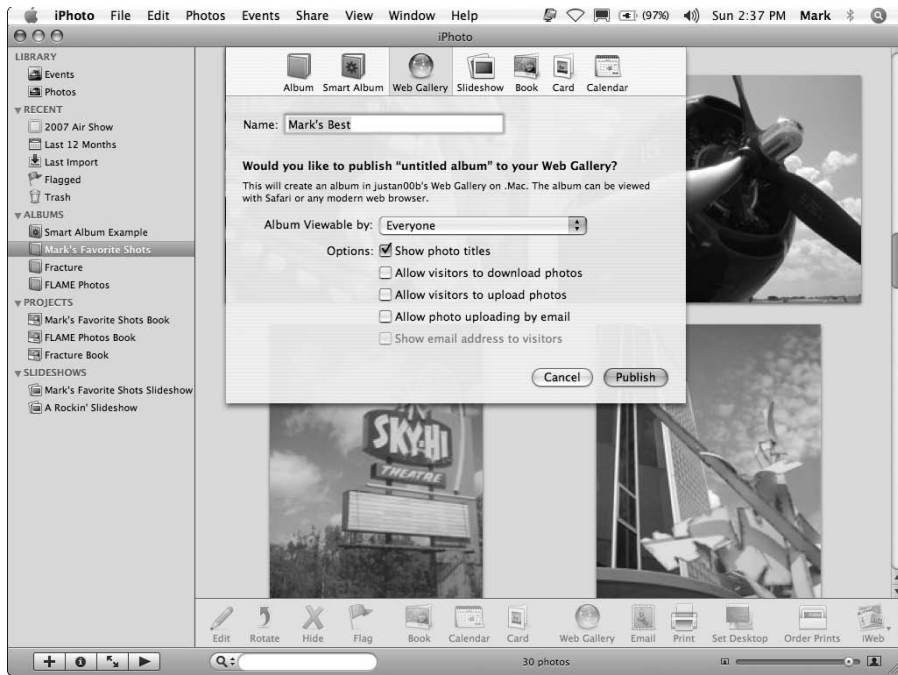 iPhoto File Edit Photos Events Share View Window Help (97%) Sun 2:37 PM Mark
iPhoto
LIBRARY
Events
Photos
RECENT
2007 Air Show
Last 12 Months
Last Import
Flagged
Trash
ALBUMS
Smart Album Example
Mark's Favorite Shots
Fracture
FLAME Photos
PROJECTS
Mark's Favorite Shots Book
FLAME Photos Book
Fracture Book
SLIDESHOWS
Mark's Favorite Shots Slideshow
A Rockin' Slideshow
Album Smart Album Web Gallery Slideshow Book Card Calendar
Name: Mark's Best
Would you like to publish “untitled album” to your Web Gallery?
This will create an album in justan00b's Web Gallery on .Mac. The album can be viewed
with Safari or any modern web browser.
Album Viewable by: Everyone
Options: Show photo titles
Allow visitors to download photos
Allow visitors to upload photos
Allow photo uploading by email
Show email address to visitors
Cancel Publish
SKY-HI
THEATRE
Edit Rotate Hide Flag Book Calendar Card Web Gallery Email Print Set Desktop Order Prints iWeb
30 photos